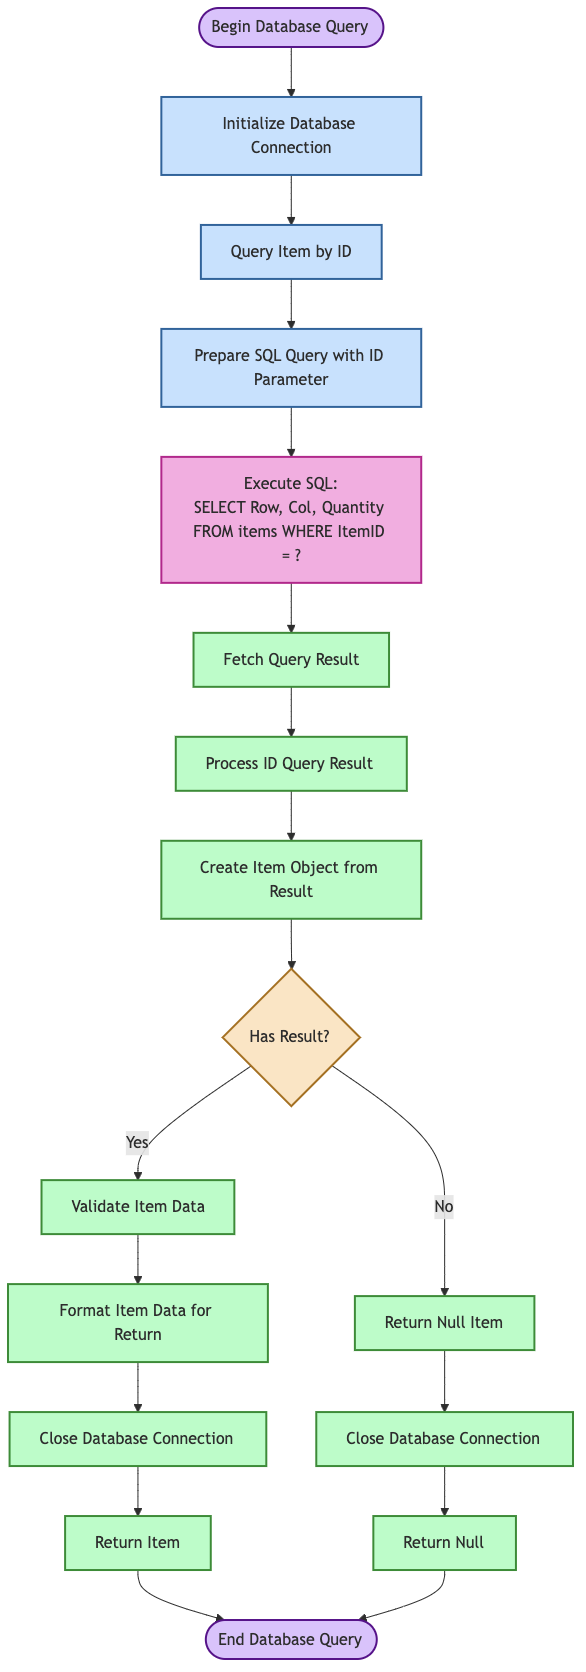 Begin Database Query
Initialize Database
Connection
Query Item by ID
Prepare SQL Query with ID
Parameter
Execute SQL:
SELECT Row, Col, Quantity
FROM items WHERE ItemID
= ?
Fetch Query Result
Process ID Query Result
Create Item Object from
Result
Has Result?
Yes
Validate Item Data
No
Format Item Data for
Return
Return Null Item
Close Database Connection
Close Database Connection
Return Item
Return Null
End Database Query